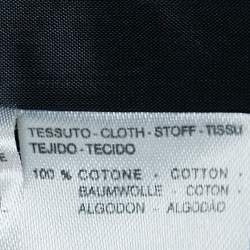 TESSUTO - CLOTH - STOFF - TISSU
TEJIDO - TECIDO
E 100 % COTONE - COTTON -
BAUMWOLLE - COTON -
ALGODON - ALGODÃO